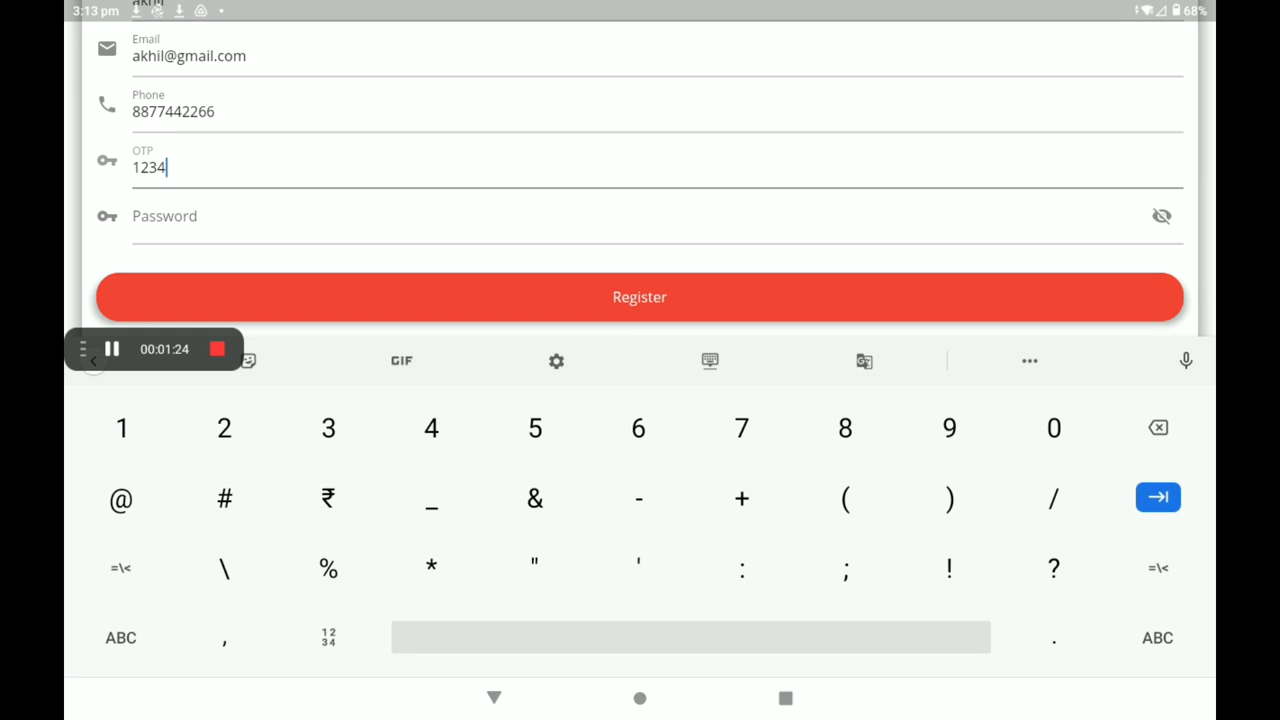 3:13 pm 68%
akhil
Email
akhil@gmail.com
Phone
8877442266
OTP
1234
Password
Register
00:01:24
GIF
1 2 3 4 5 6 7 8 9 0
@ # ₹ _ & - + ( ) /
=\< \ % * " ' : ; ! ? =\<
ABC , 12 34 . ABC